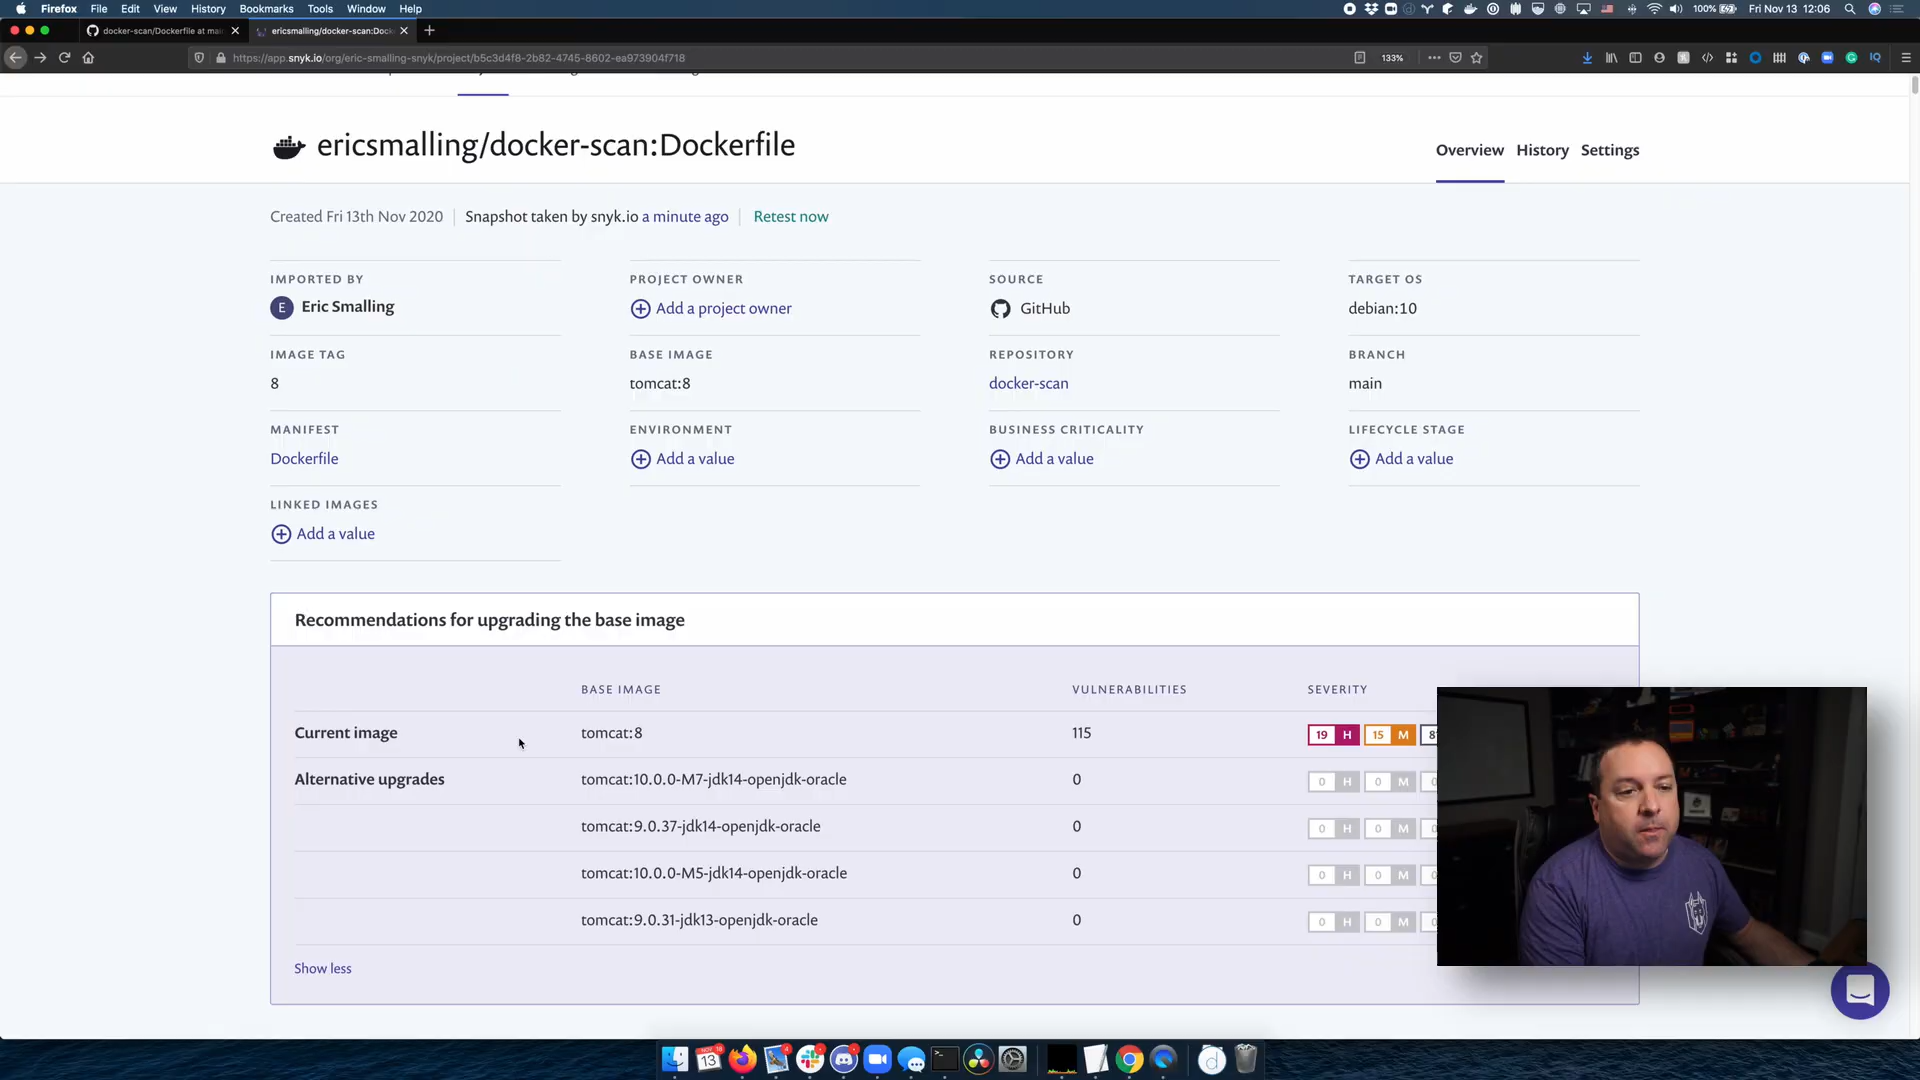 Firefox File Edit View History Bookmarks Tools Window Help
100% Fri Nov 13 12:06
docker-scan/Dockerfile at mai
ericsmalling/docker-scan:Dock
https://app.snyk.io/org/eric-smalling-snyk/project/b5c3d4f8-2b82-4745-8602-ea973904f718
133%
ericsmalling/docker-scan:Dockerfile
Overview History Settings
Created Fri 13th Nov 2020 Snapshot taken by snyk.io a minute ago Retest now
IMPORTED BY PROJECT OWNER SOURCE TARGET OS
E Eric Smalling Add a project owner GitHub debian:10
IMAGE TAG BASE IMAGE REPOSITORY BRANCH
8 tomcat:8 docker-scan main
MANIFEST ENVIRONMENT BUSINESS CRITICALITY LIFECYCLE STAGE
Dockerfile Add a value Add a value Add a value
LINKED IMAGES
Add a value
Recommendations for upgrading the base image
BASE IMAGE VULNERABILITIES SEVERITY
Current image tomcat:8 115 19 H 15 M
Alternative upgrades tomcat:10.0.0-M7-jdk14-openjdk-oracle 0 0 H 0 M 0
tomcat:9.0.37-jdk14-openjdk-oracle 0 0 H 0 M 0
tomcat:10.0.0-M5-jdk14-openjdk-oracle 0 0 H 0 M 0
tomcat:9.0.31-jdk13-openjdk-oracle 0 0 H 0 M 0
Show less
NOV
13